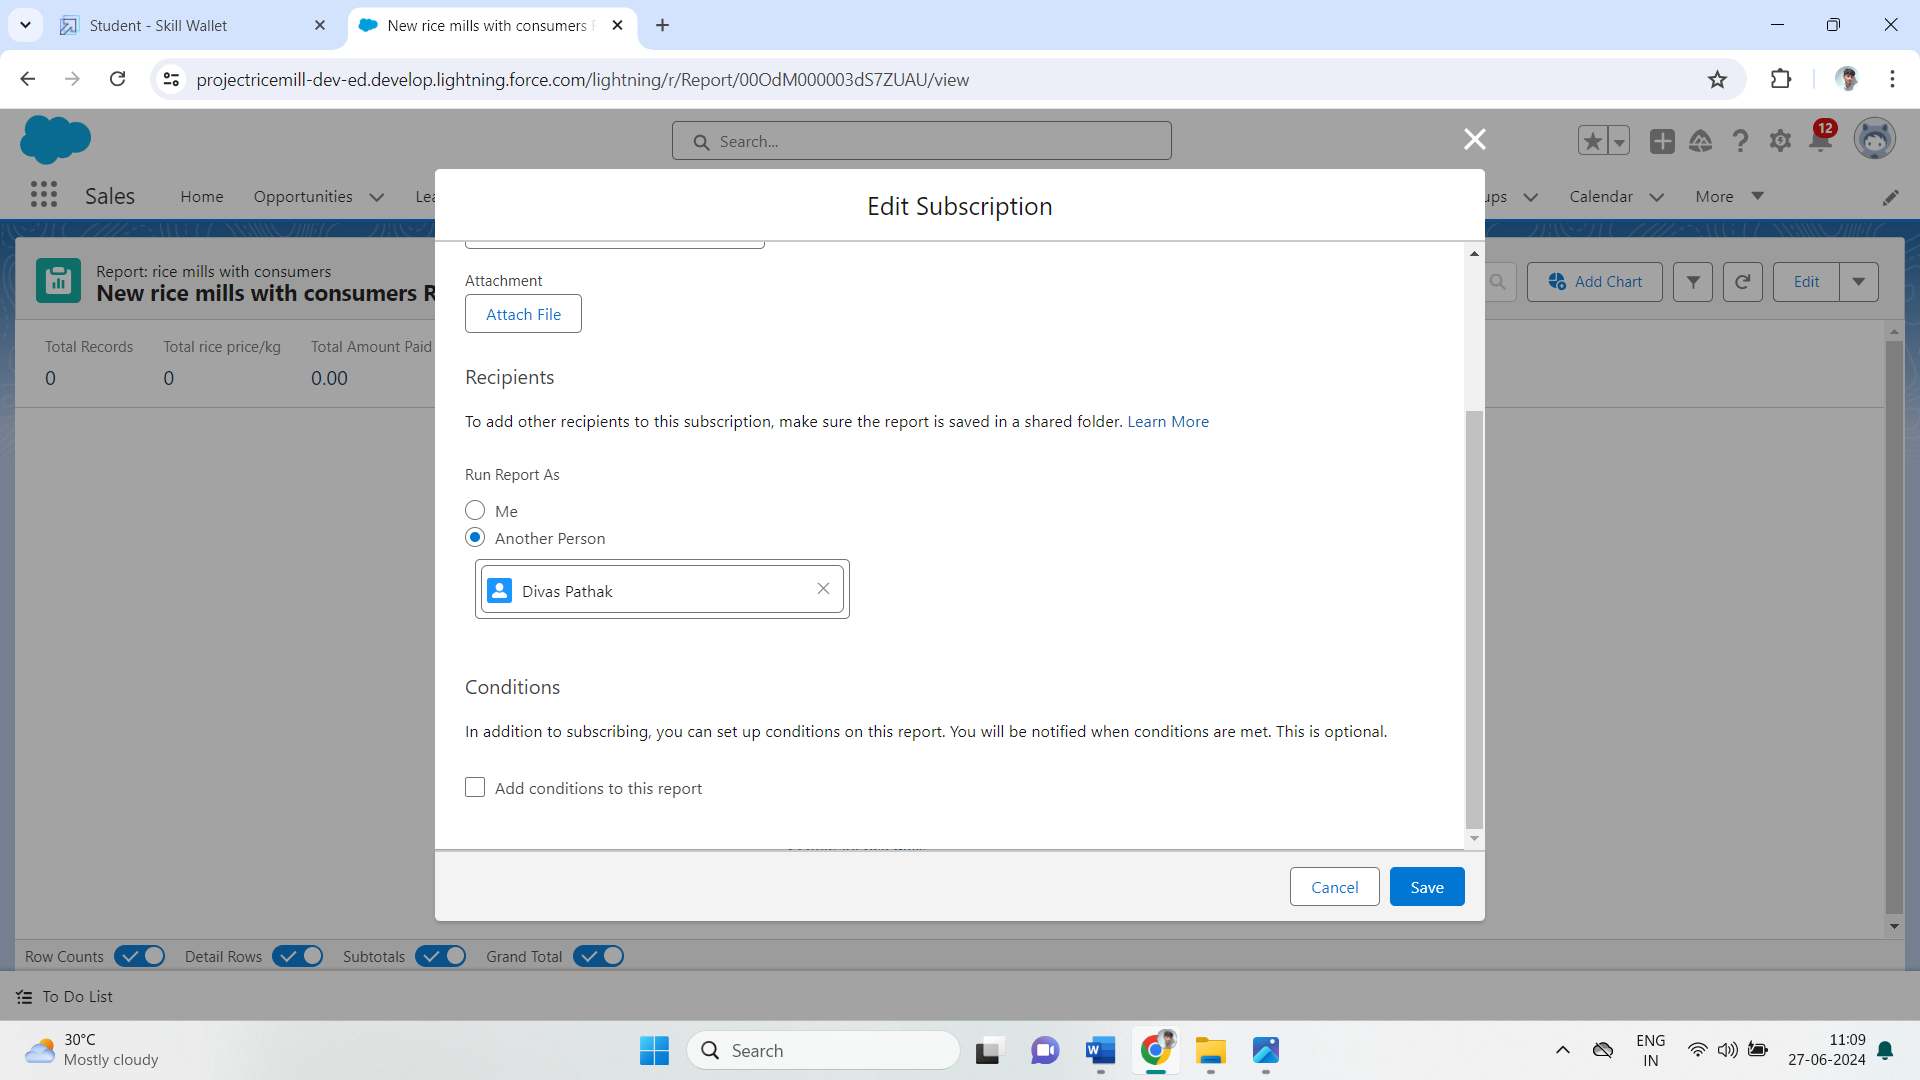 Student - Skill Wallet
New rice mills with consumers
projectricemill-dev-ed.develop.lightning.force.com/lightning/r/Report/00OdM000003dS7ZUAU/view
Search...
12
Sales
Home
Opportunities
Calendar
More
Edit Subscription
Report: rice mills with consumers
New rice mills with consumers R
Add Chart
Edit
Total Records
Total rice price/kg
Total Amount Paid
0
0
0.00
Attachment
Attach File
Recipients
To add other recipients to this subscription, make sure the report is saved in a shared folder. Learn More
Run Report As
Me
Another Person
Divas Pathak
Conditions
In addition to subscribing, you can set up conditions on this report. You will be notified when conditions are met. This is optional.
Add conditions to this report
Cancel
Save
Row Counts
Detail Rows
Subtotals
Grand Total
To Do List
30°C
Mostly cloudy
Search
ENG
IN
11:09
27-06-2024